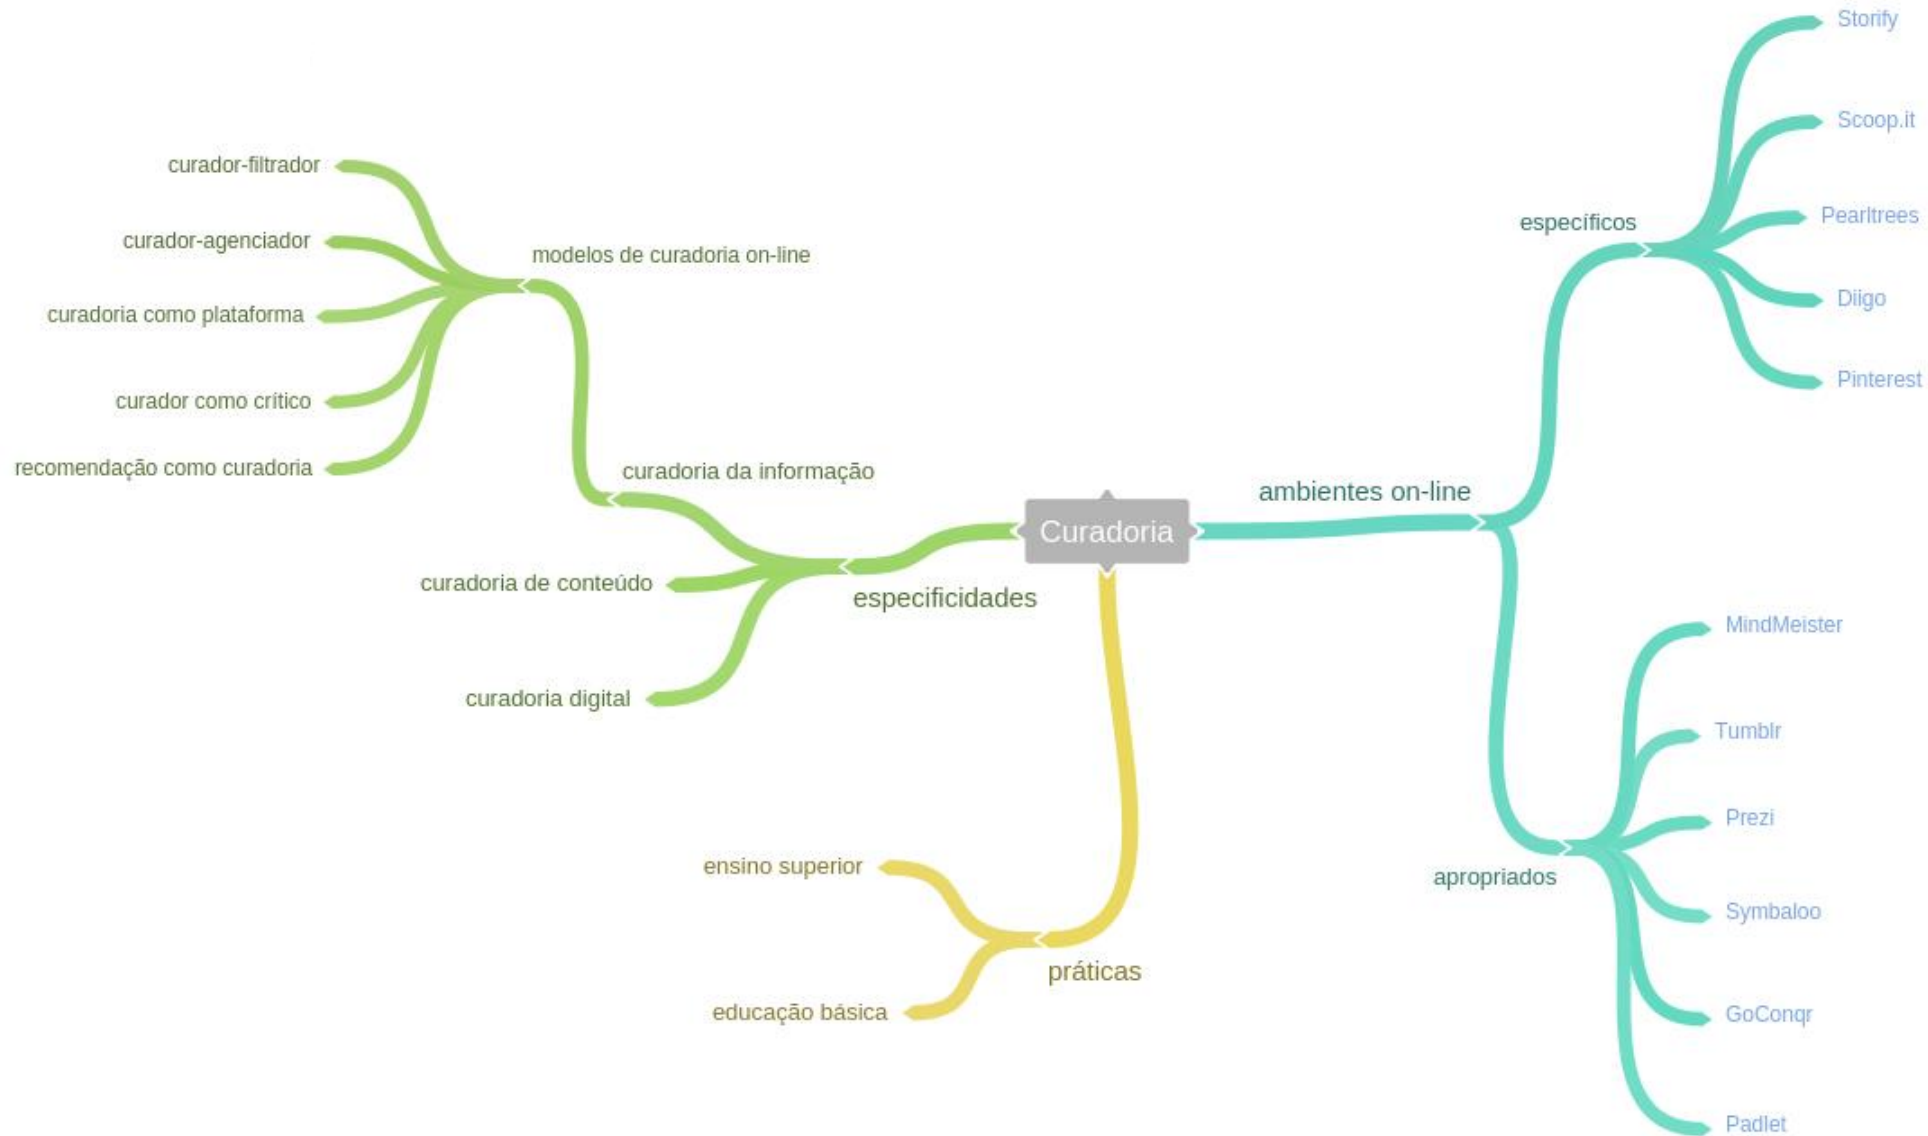 Curadoria
especificidades
curadoria da informação
modelos de curadoria on-line
curador-filtrador
curador-agenciador
curadoria como plataforma
curador como crítico
recomendação como curadoria
curadoria de conteúdo
curadoria digital
práticas
ensino superior
educação básica
ambientes on-line
específicos
Storify
Scoop.it
Pearltrees
Diigo
Pinterest
apropriados
MindMeister
Tumblr
Prezi
Symbaloo
GoConqr
Padlet